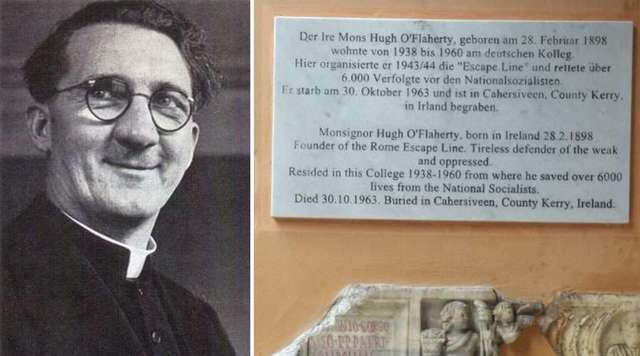 Der Ire Mons Hugh O'Flaherty, geboren am 28. Februar 1898
wohnte von 1938 bis 1960 am deutschen Kolleg.
Hier organisierte er 1943/44 die "Escape Line" und rettete über
6.000 Verfolgte vor den Nationalsozialisten.
Er starb am 30. Oktober 1963 und ist in Cahersiveen, County Kerry,
in Irland begraben.
Monsignor Hugh O'Flaherty, born in Ireland 28.2.1898
Founder of the Rome Escape Line. Tireless defender of the weak
and oppressed.
Resided in this College 1938-1960 from where he saved over 6000
lives from the National Socialists.
Died 30.10.1963. Buried in Cahersiveen, County Kerry, Ireland.